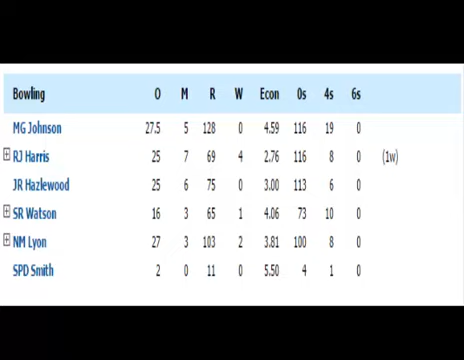 Bowling O M R W Econ 0s 4s 6s
MG Johnson 27.5 5 128 0 4.59 116 19 0
RJ Harris 25 7 69 4 2.76 116 8 0 (1w)
JR Hazlewood 25 6 75 0 3.00 113 6 0
SR Watson 16 3 65 1 4.06 73 10 0
NM Lyon 27 3 103 2 3.81 100 8 0
SPD Smith 2 0 11 0 5.50 4 1 0